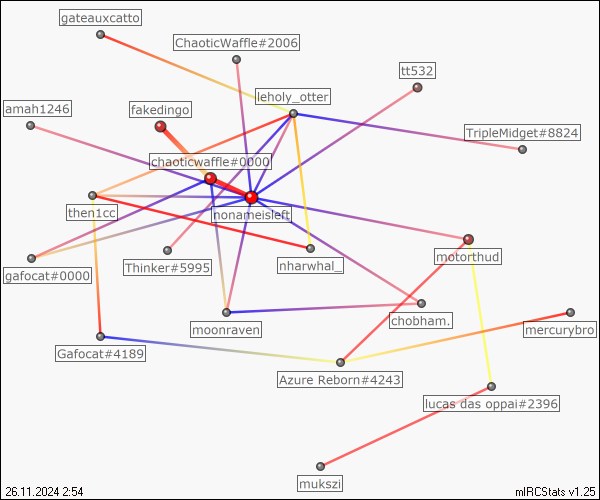 gateauxcatto
ChaoticWaffle#2006
tt532
leholy_otter
amah1246
fakedingo
TripleMidget#8824
chaoticwaffle#0000
then1cc
nonameisleft
motorthud
gafocat#0000
Thinker#5995
nharwhal_
moonraven
chobham.
mercurybro
Gafocat#4189
Azure Reborn#4243
lucas das oppai#2396
mukszi
26.11.2024 2:54
mIRCStats v1.25